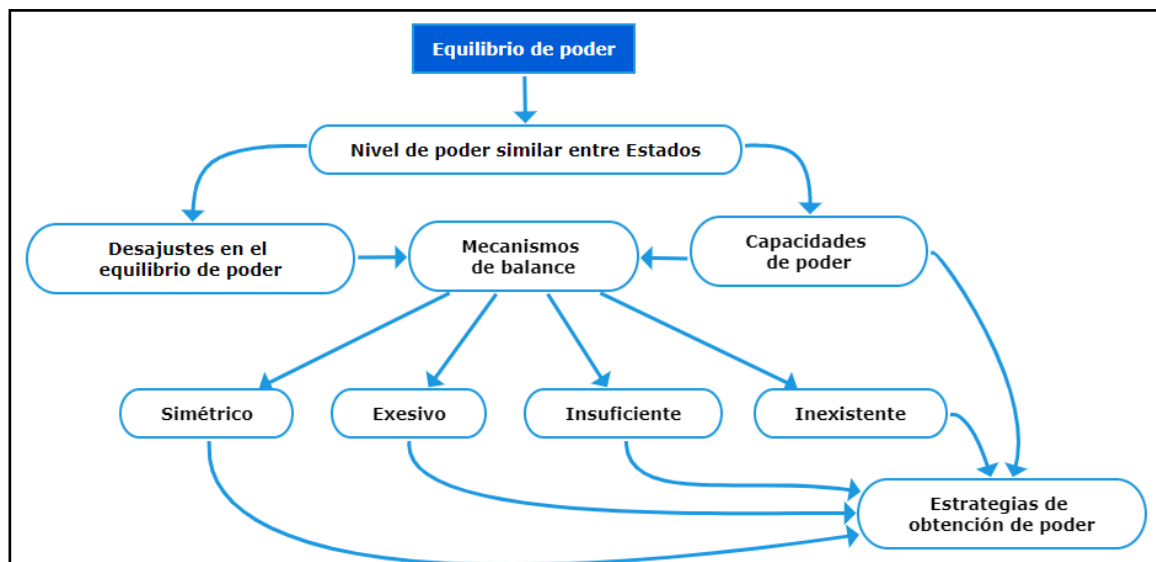 Equilibrio de poder
Nivel de poder similar entre Estados
Desajustes en el
equilibrio de poder
Mecanismos
de balance
Capacidades
de poder
Simétrico
Exesivo
Insuficiente
Inexistente
Estrategias de
obtención de poder